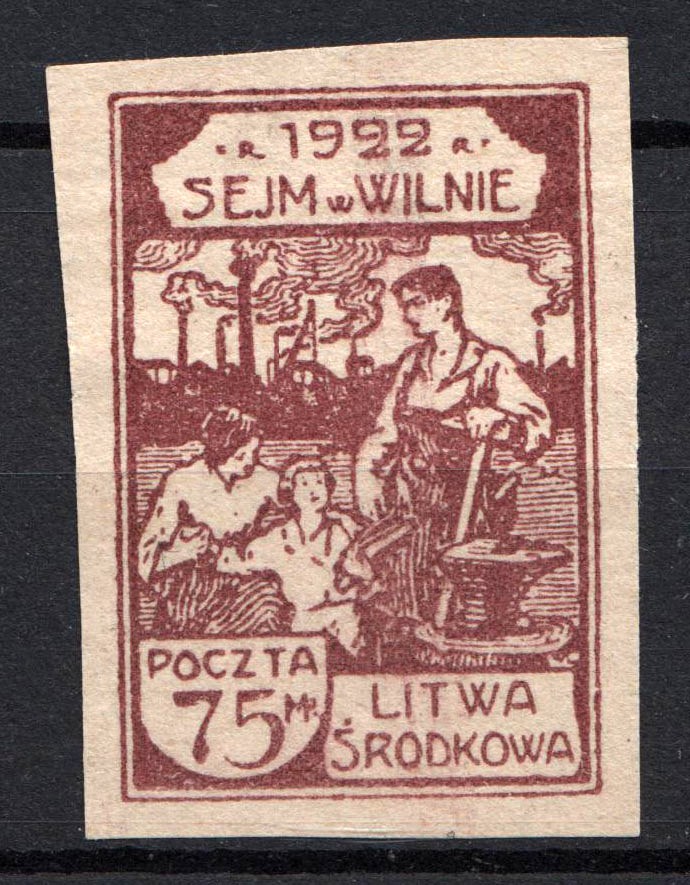 · R 1922 R ·
SEJM w WILNIE
POCZTA
75 Mk.
LITWA
ŚRODKOWA